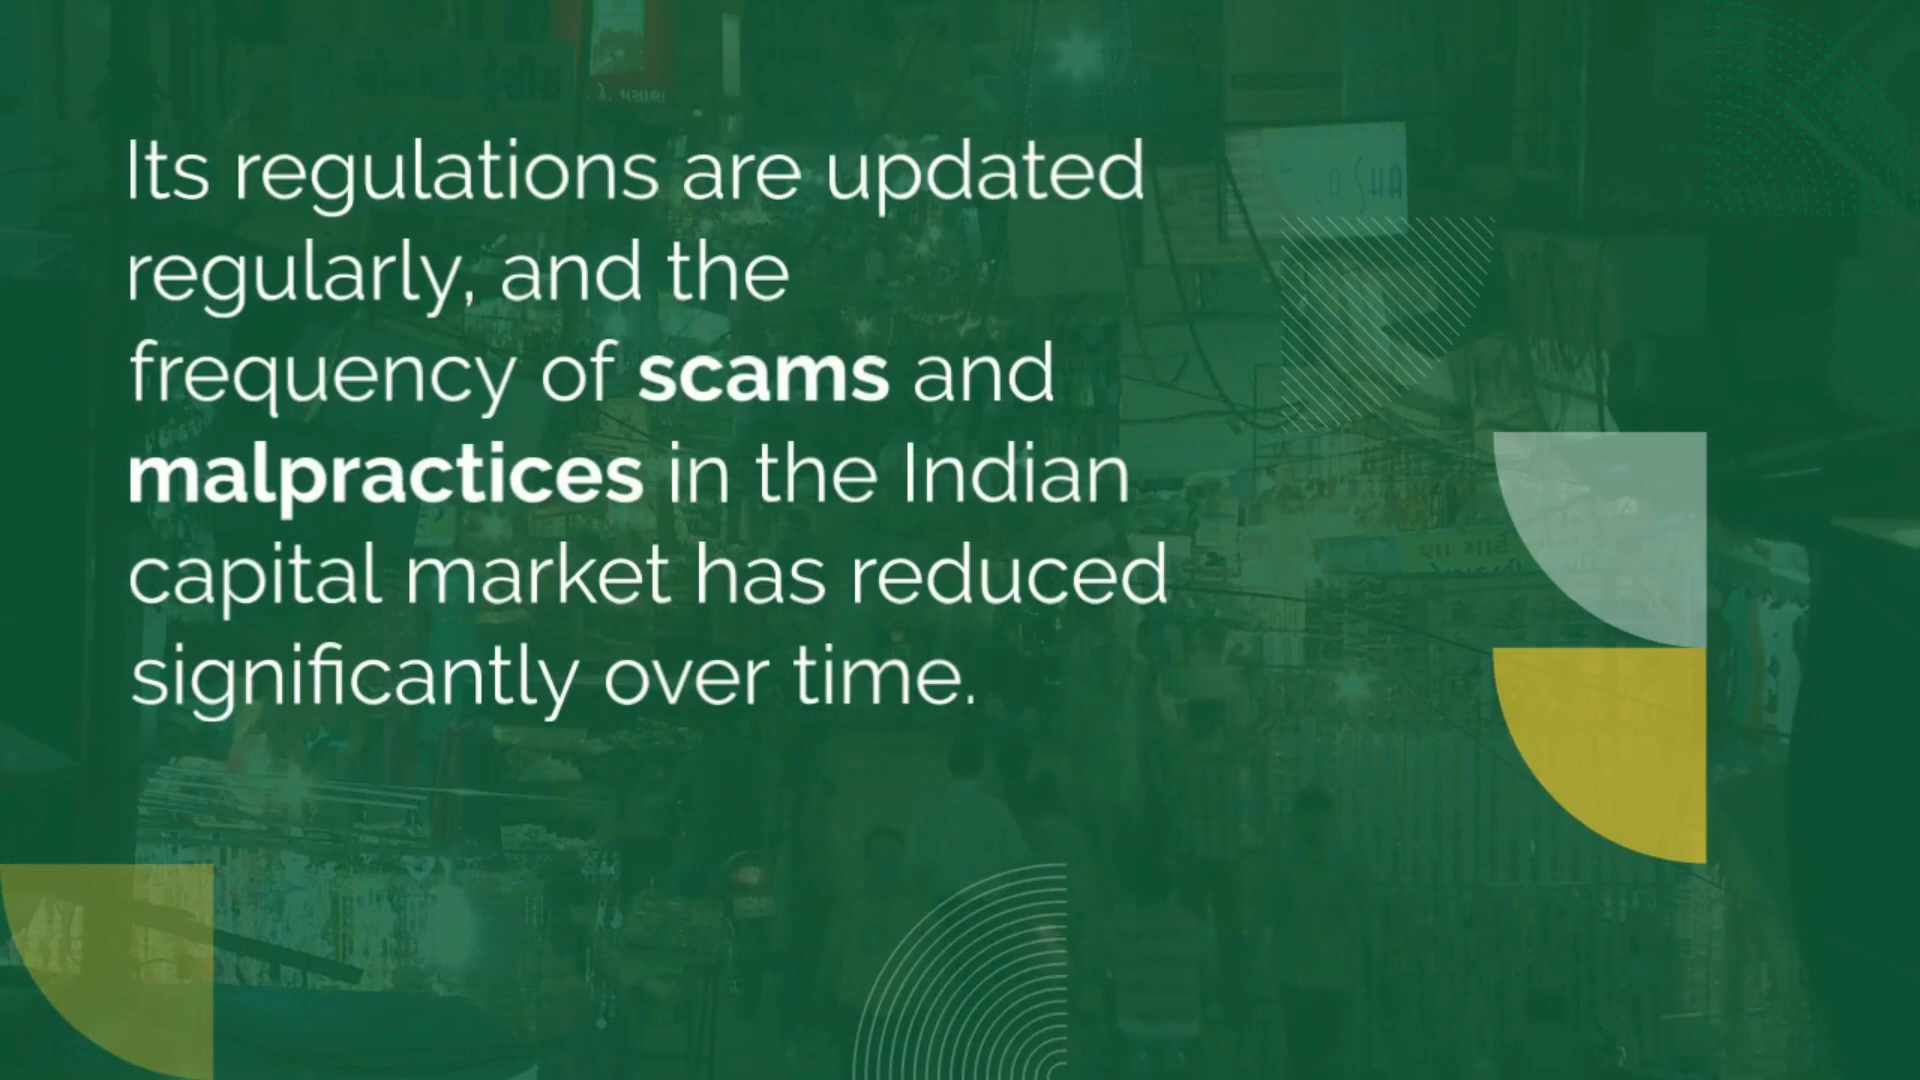 Its regulations are updated
regularly, and the
frequency of scams and
malpractices in the Indian
capital market has reduced
significantly over time.